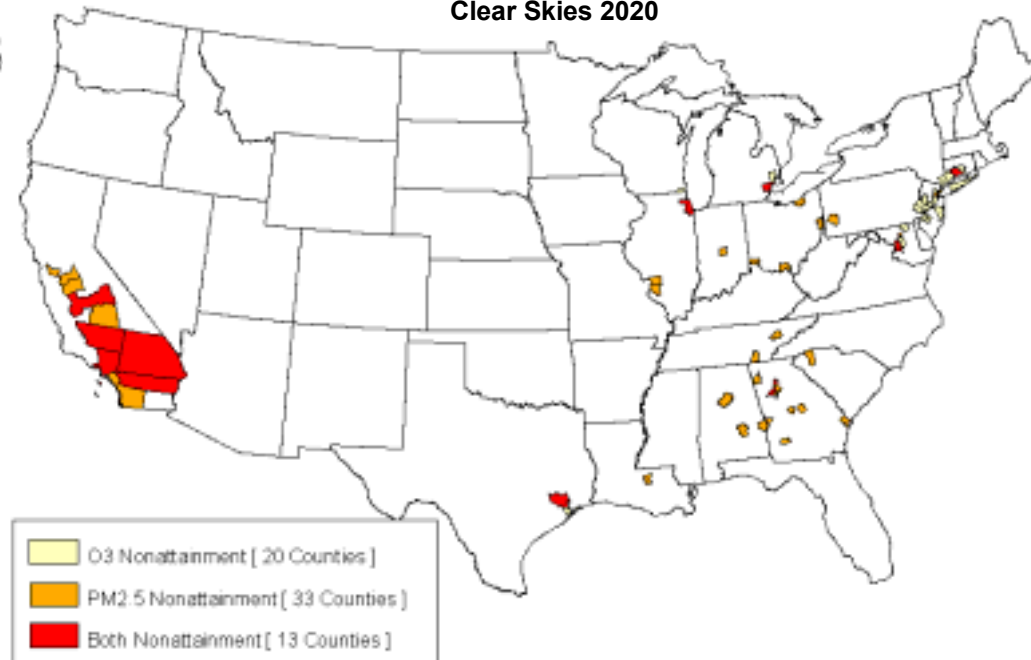 Clear Skies 2020
O3 Nonattainment [ 20 Counties ]
PM2.5 Nonattainment [ 33 Counties ]
Both Nonattainment [ 13 Counties ]